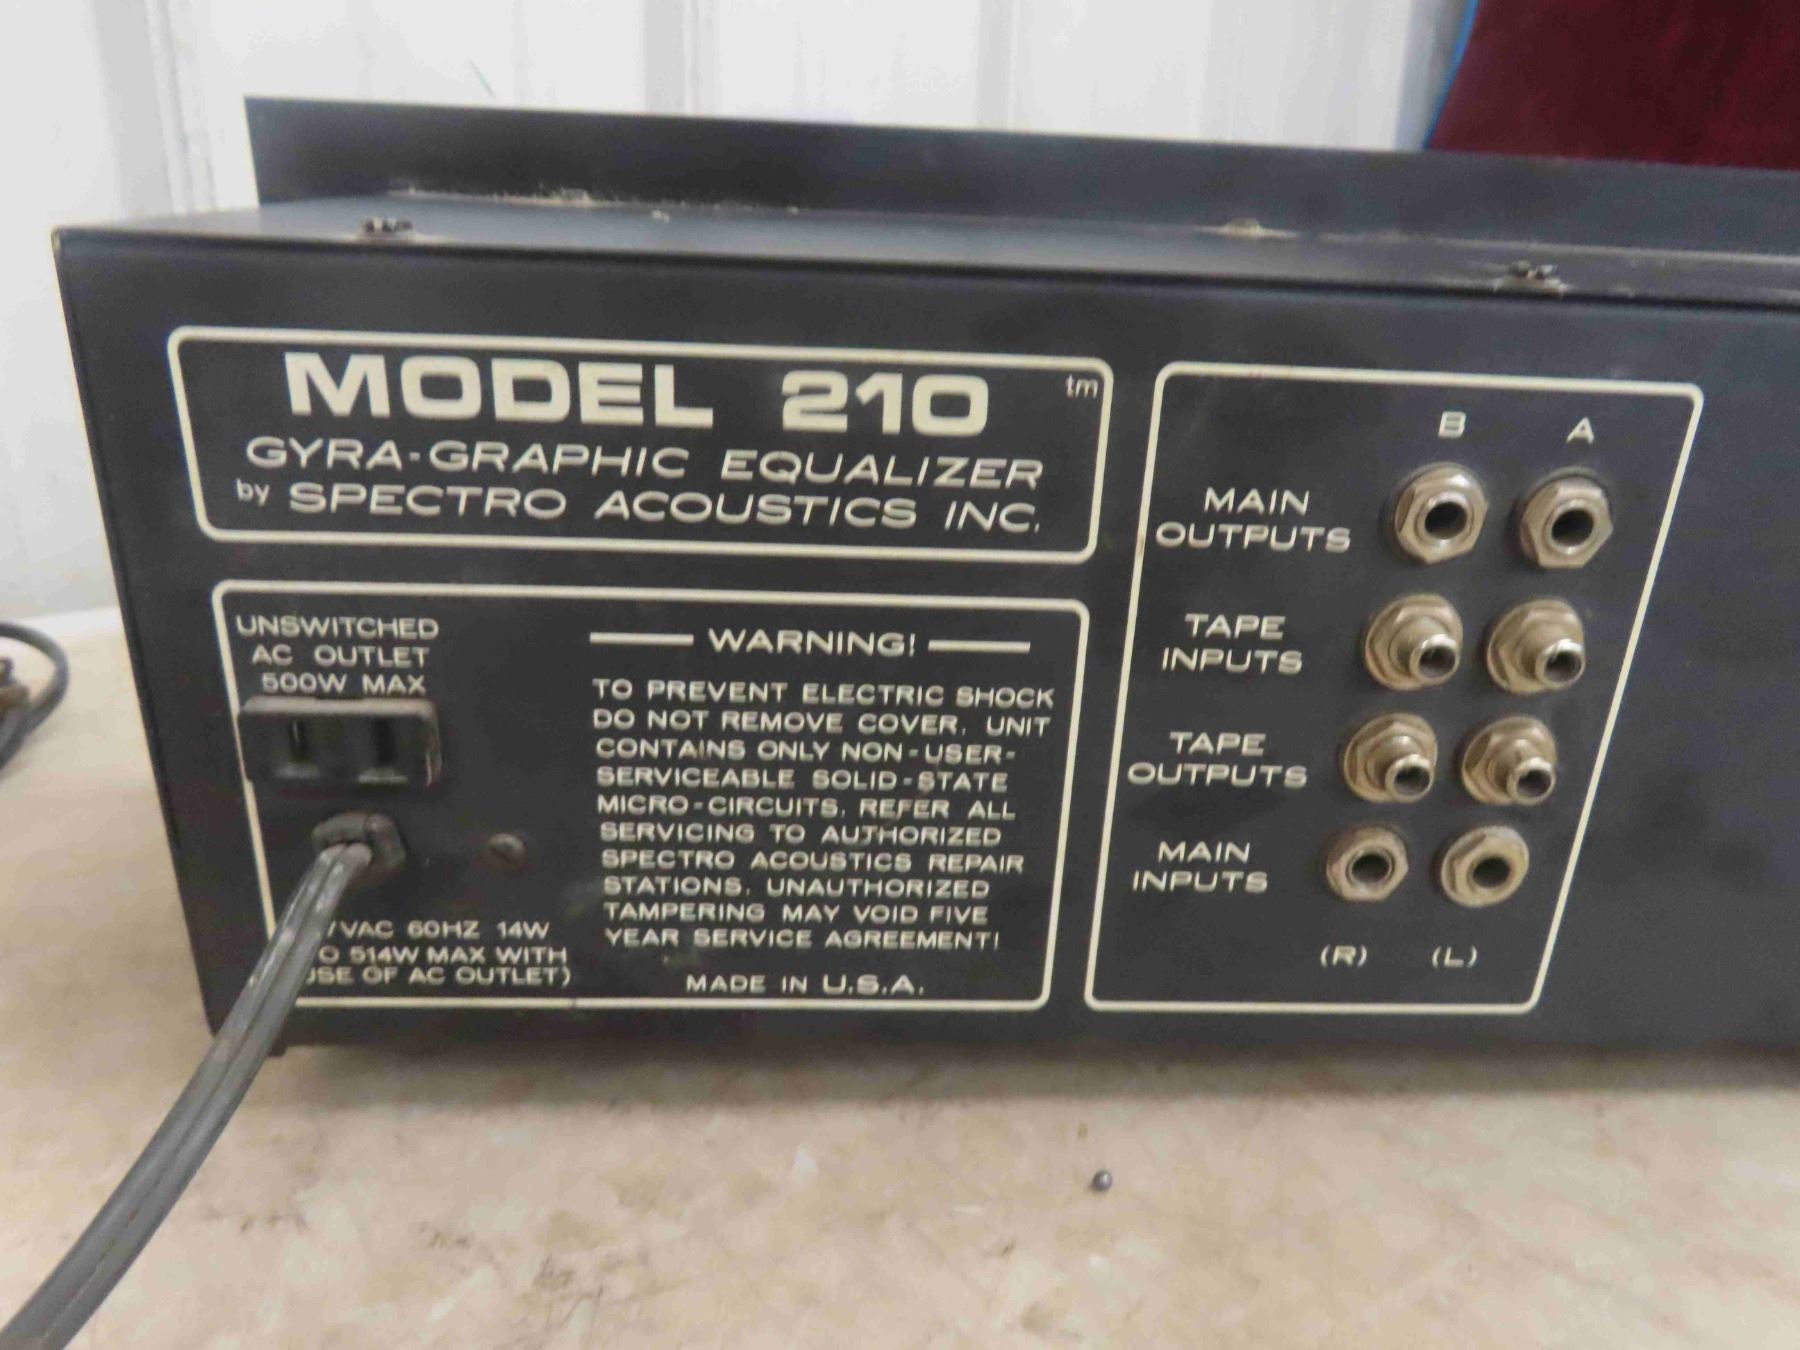 MODEL 210 tm
GYRA-GRAPHIC EQUALIZER
by SPECTRO ACOUSTICS INC.
UNSWITCHED
AC OUTLET
500W MAX
VAC 60HZ 14W
514W MAX WITH
OF AC OUTLET)
WARNING!
TO PREVENT ELECTRIC SHOCK
DO NOT REMOVE COVER. UNIT
CONTAINS ONLY NON-USER-
SERVICEABLE SOLID-STATE
MICRO-CIRCUITS. REFER ALL
SERVICING TO AUTHORIZED
SPECTRO ACOUSTICS REPAIR
STATIONS. UNAUTHORIZED
TAMPERING MAY VOID FIVE
YEAR SERVICE AGREEMENT!
MADE IN U.S.A.
B A
MAIN
OUTPUTS
TAPE
INPUTS
TAPE
OUTPUTS
MAIN
INPUTS
(R) (L)